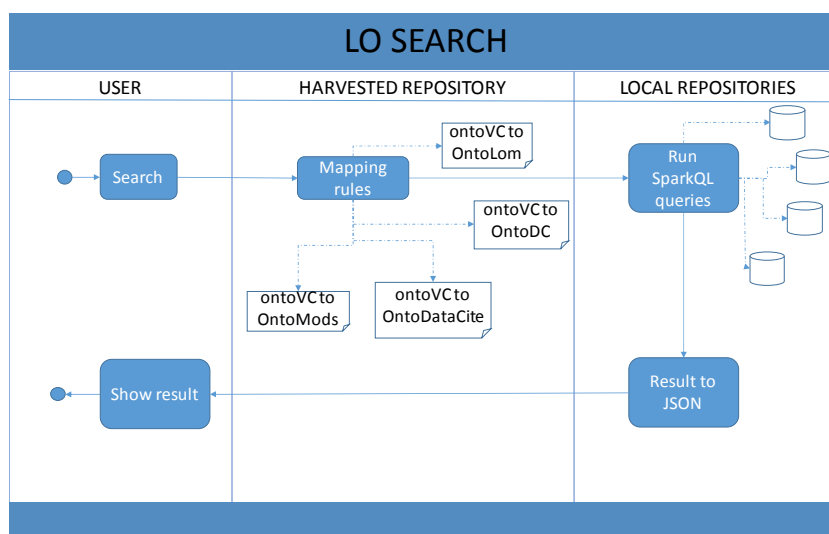 LO SEARCH
USER
HARVESTED REPOSITORY
LOCAL REPOSITORIES
ontoVC to
OntoLom
Search
Mapping
rules
Run
SparkQL
queries
ontoVC to
OntoDC
ontoVC to
OntoMods
ontoVC to
OntoDataCite
Show result
Result to
JSON